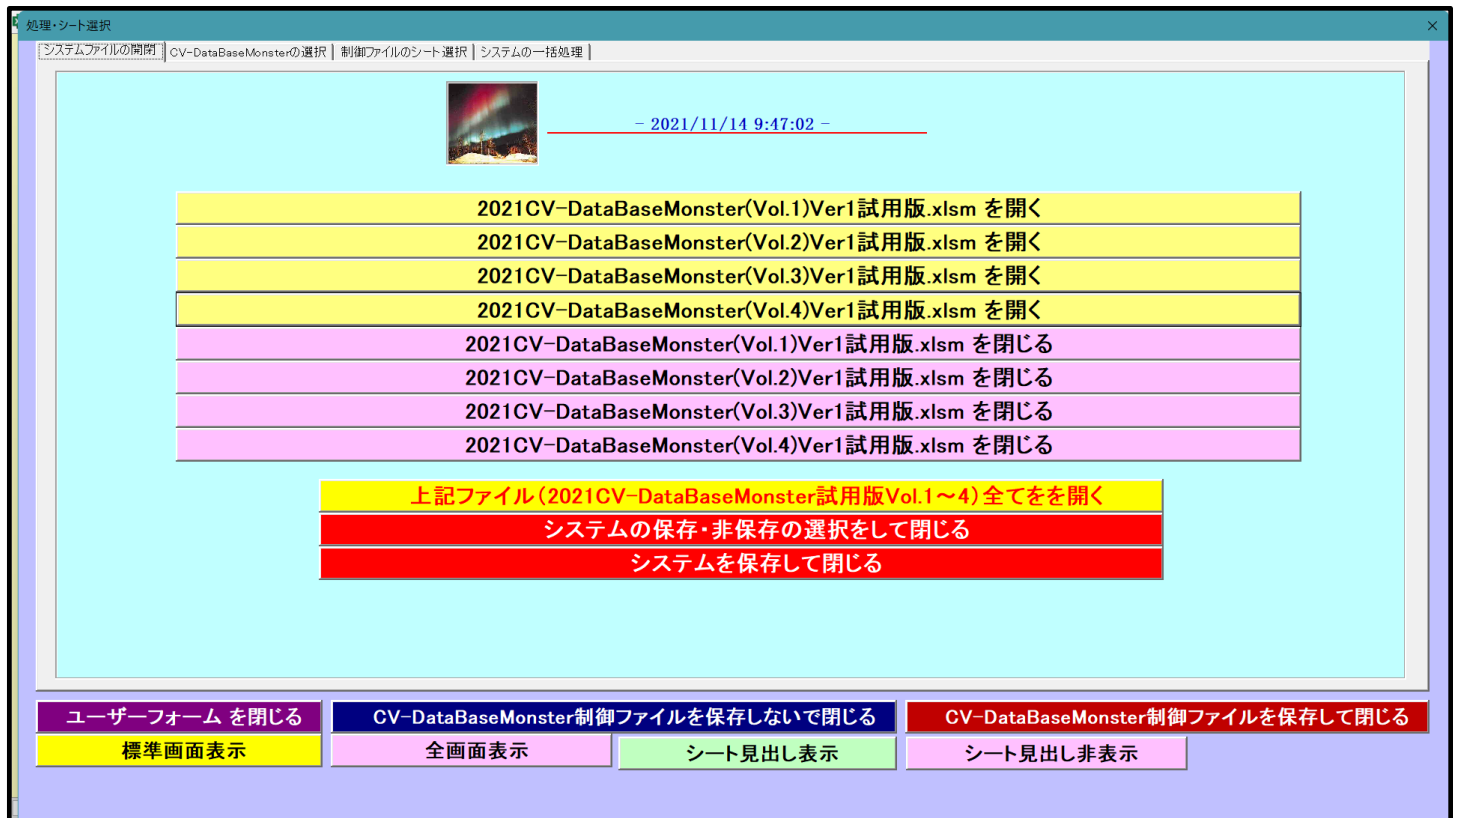 処理・シート選択
システムファイルの開閉 CV-DataBaseMonsterの選択 制御ファイルのシート選択 システムの一括処理
- 2021/11/14 9:47:02 -
2021CV-DataBaseMonster(Vol.1)Ver1試用版.xlsm を開く
2021CV-DataBaseMonster(Vol.2)Ver1試用版.xlsm を開く
2021CV-DataBaseMonster(Vol.3)Ver1試用版.xlsm を開く
2021CV-DataBaseMonster(Vol.4)Ver1試用版.xlsm を開く
2021CV-DataBaseMonster(Vol.1)Ver1試用版.xlsm を閉じる
2021CV-DataBaseMonster(Vol.2)Ver1試用版.xlsm を閉じる
2021CV-DataBaseMonster(Vol.3)Ver1試用版.xlsm を閉じる
2021CV-DataBaseMonster(Vol.4)Ver1試用版.xlsm を閉じる
上記ファイル(2021CV-DataBaseMonster試用版Vol.1～4)全てをを開く
システムの保存・非保存の選択をして閉じる
システムを保存して閉じる
ユーザーフォーム を閉じる CV-DataBaseMonster制御ファイルを保存しないで閉じる CV-DataBaseMonster制御ファイルを保存して閉じる
標準画面表示 全画面表示 シート見出し表示 シート見出し非表示